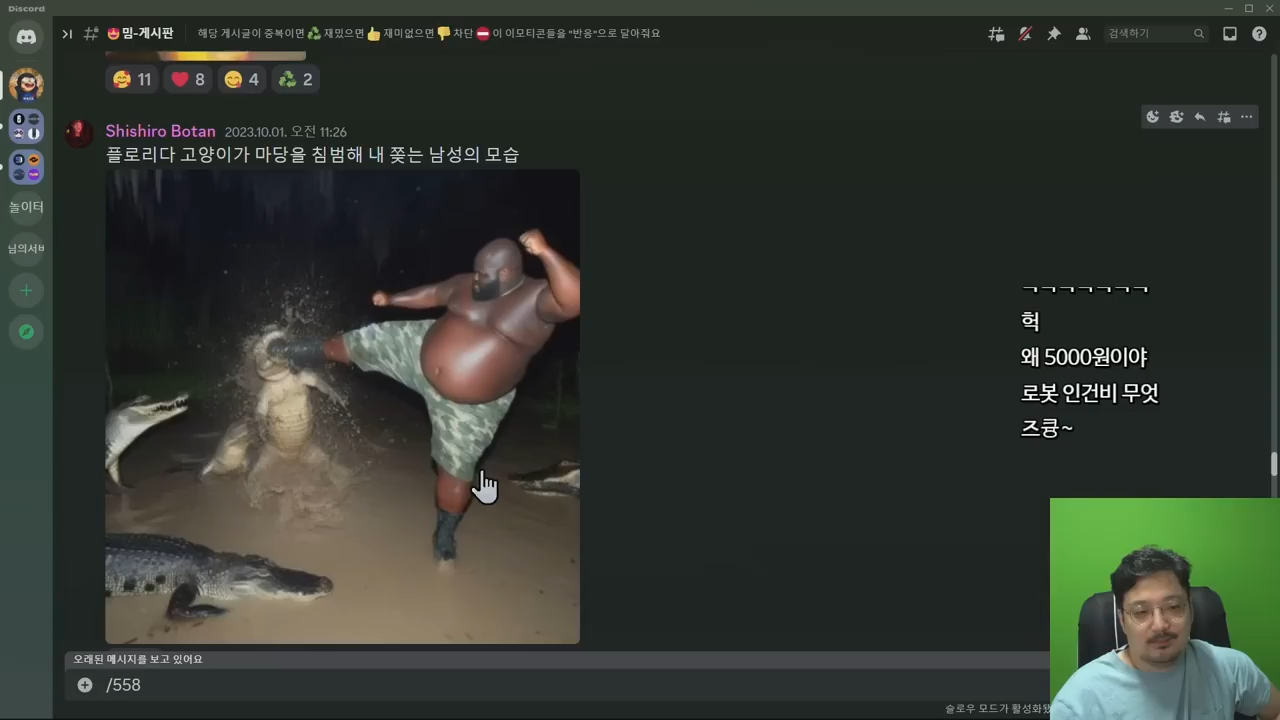 Discord
밈-게시판
해당 게시글이 중복이면 재밌으면 재미없으면 차단 이 이모티콘들을 "반응"으로 달아줘요
검색하기
11
8
4
2
Shishiro Botan 2023.10.01. 오전 11:26
플로리다 고양이가 마당을 침범해 내 쫓는 남성의 모습
놀이터
님의서버
헉
왜 5000원이야
로봇 인건비 무엇
즈큥~
오래된 메시지를 보고 있어요
/558
슬로우 모드가 활성화됐